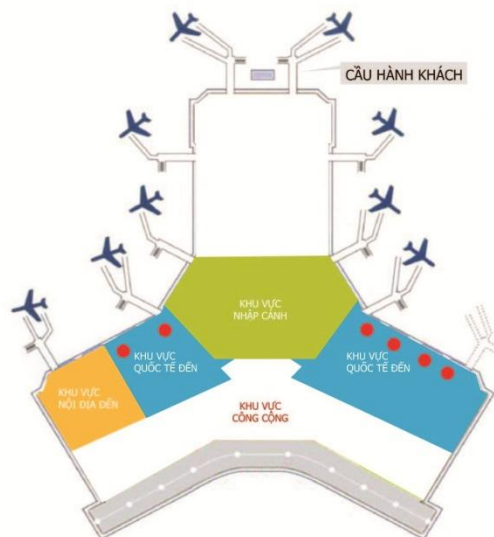 CẦU HÀNH KHÁCH
KHU VỰC
NHẬP CẢNH
KHU VỰC
QUỐC TẾ ĐẾN
KHU VỰC
QUỐC TẾ ĐẾN
KHU VỰC
NỘI ĐỊA ĐẾN
KHU VỰC
CÔNG CỘNG